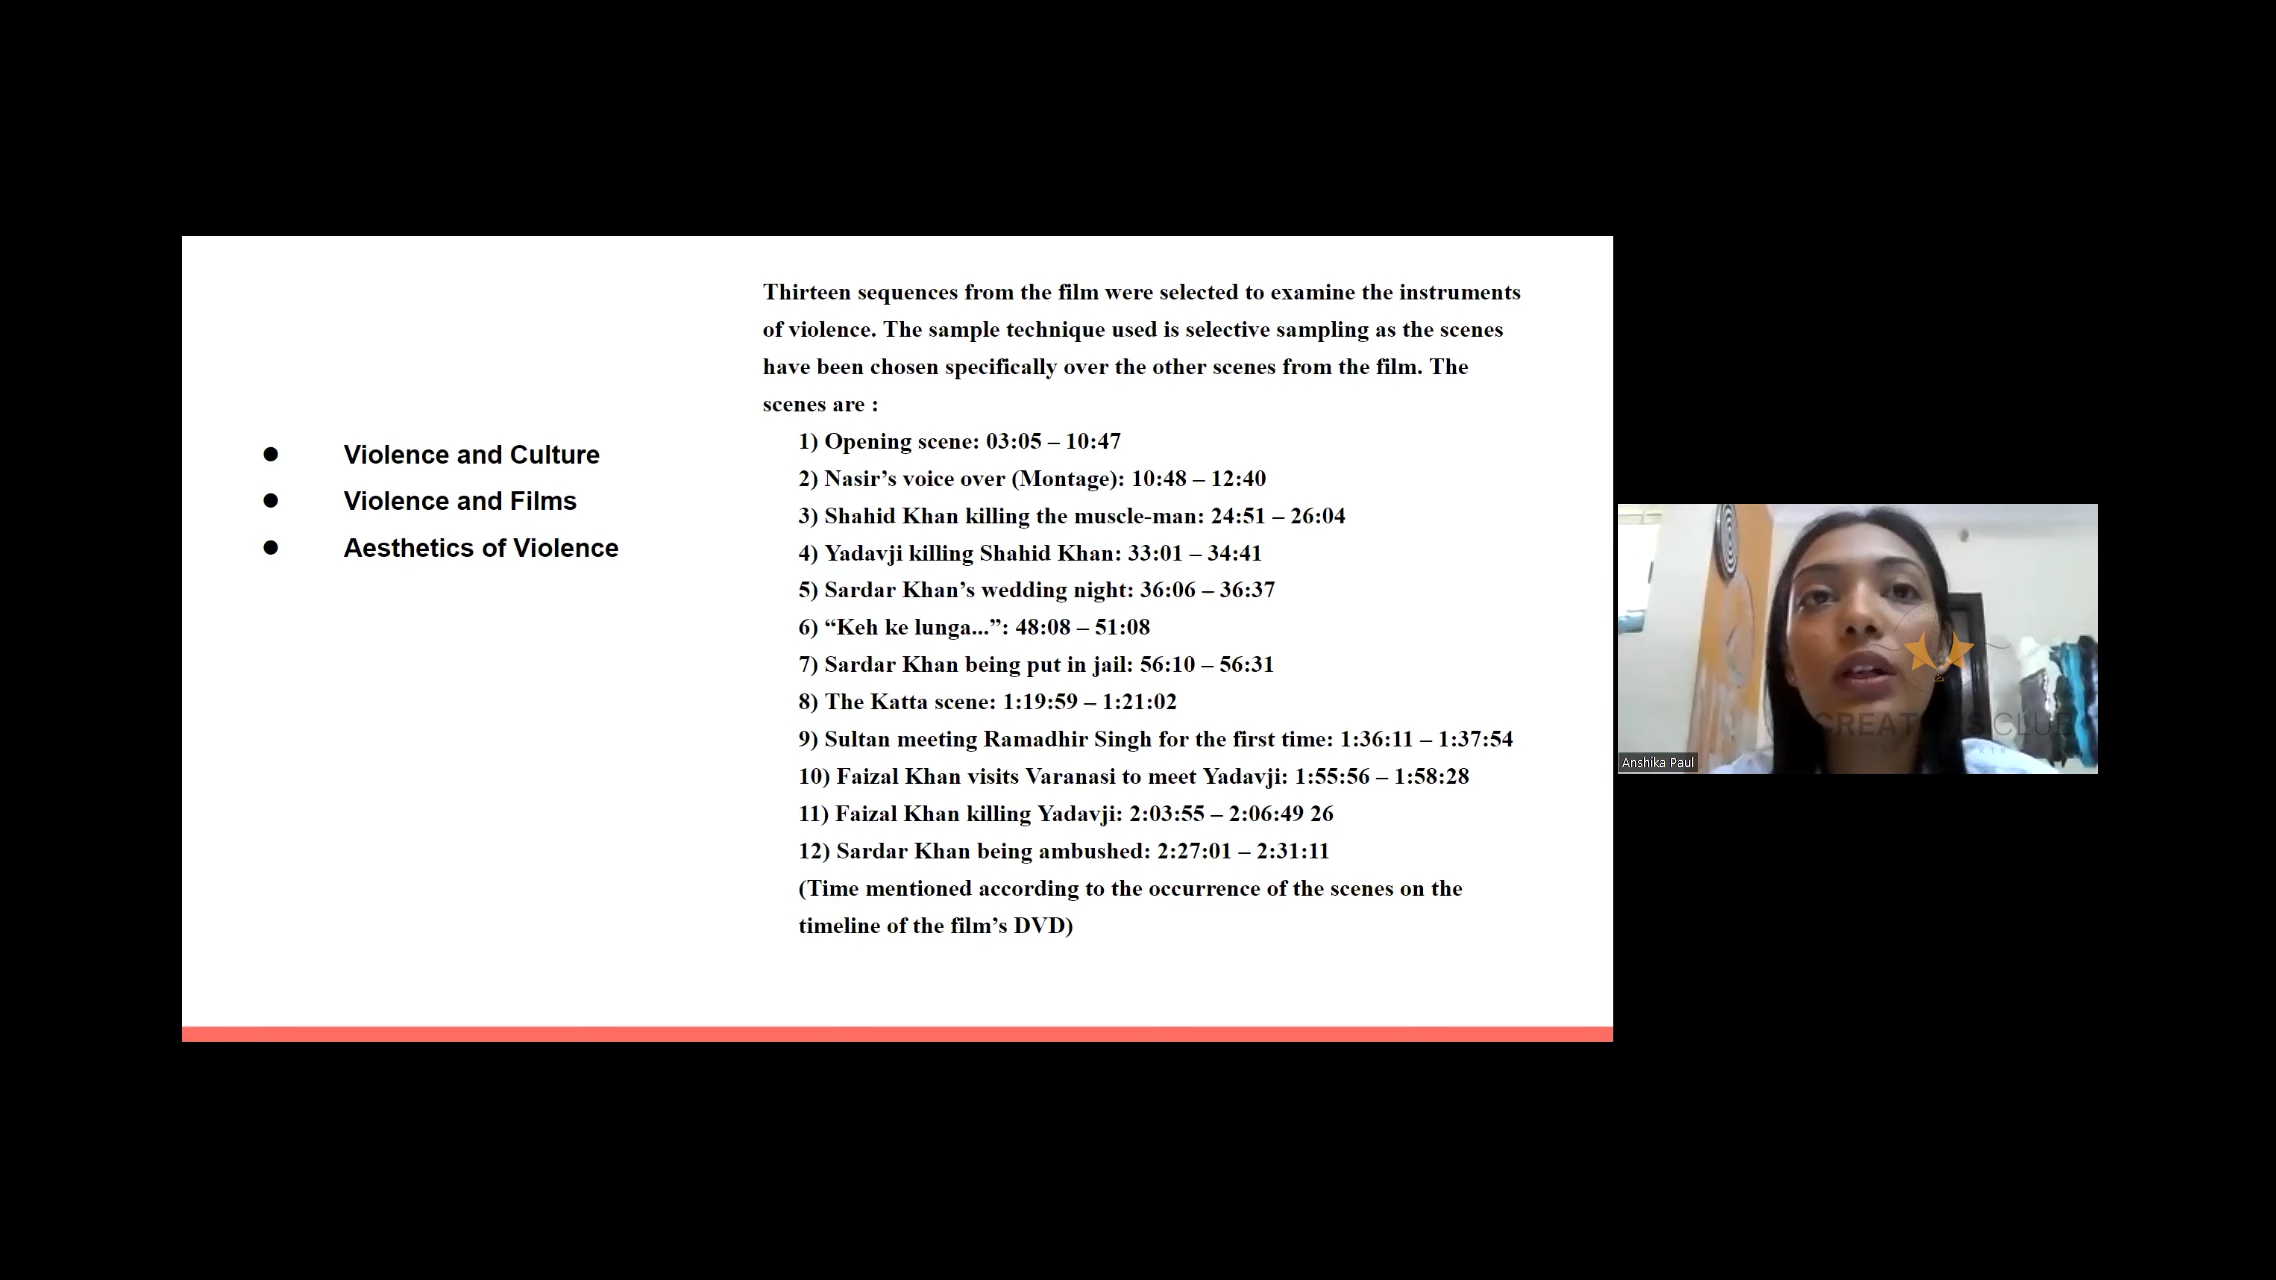 Violence and Culture
Violence and Films
Aesthetics of Violence
Thirteen sequences from the film were selected to examine the instruments
of violence. The sample technique used is selective sampling as the scenes
have been chosen specifically over the other scenes from the film. The
scenes are :
1) Opening scene: 03:05 – 10:47
2) Nasir’s voice over (Montage): 10:48 – 12:40
3) Shahid Khan killing the muscle-man: 24:51 – 26:04
4) Yadavji killing Shahid Khan: 33:01 – 34:41
5) Sardar Khan’s wedding night: 36:06 – 36:37
6) “Keh ke lunga...”: 48:08 – 51:08
7) Sardar Khan being put in jail: 56:10 – 56:31
8) The Katta scene: 1:19:59 – 1:21:02
9) Sultan meeting Ramadhir Singh for the first time: 1:36:11 – 1:37:54
10) Faizal Khan visits Varanasi to meet Yadavji: 1:55:56 – 1:58:28
11) Faizal Khan killing Yadavji: 2:03:55 – 2:06:49 26
12) Sardar Khan being ambushed: 2:27:01 – 2:31:11
(Time mentioned according to the occurrence of the scenes on the
timeline of the film’s DVD)
CLUB
Anshika Paul